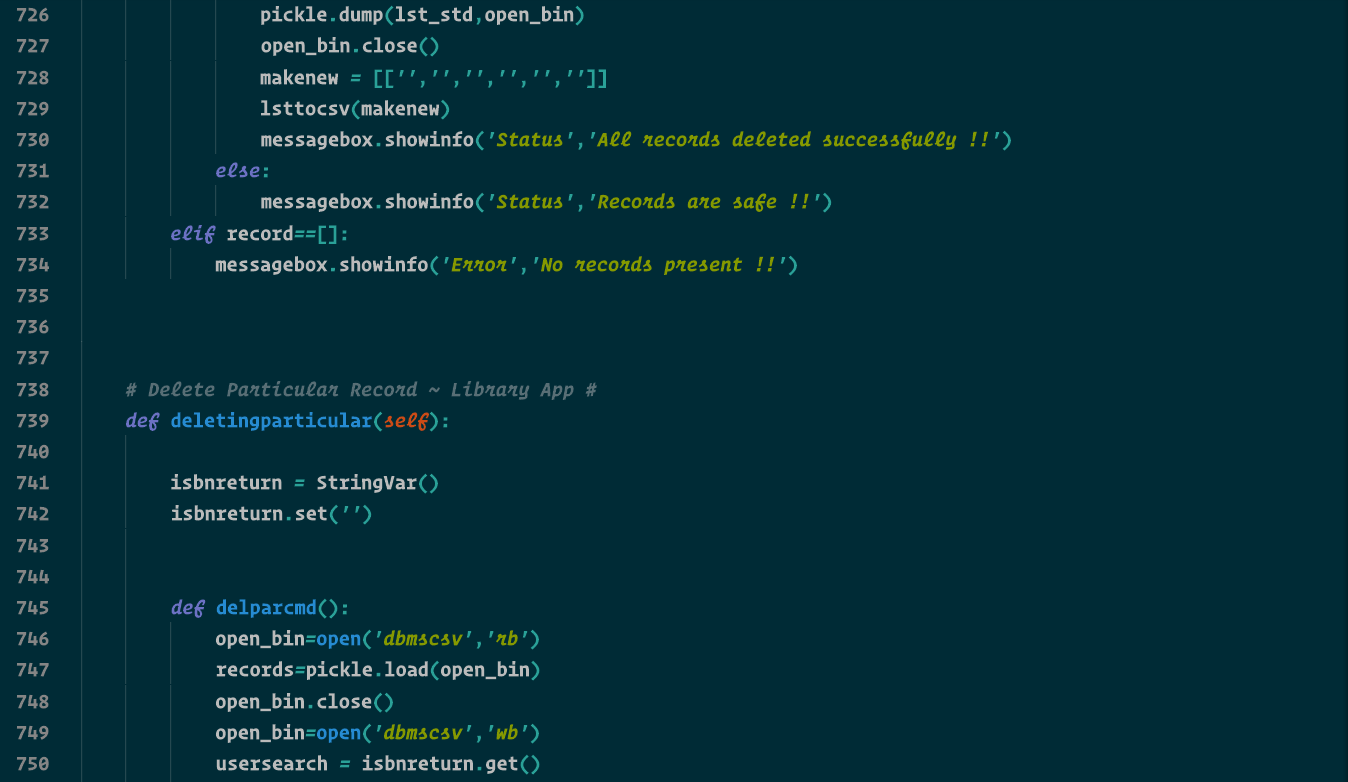 726 pickle.dump(lst_std,open_bin)
727 open_bin.close()
728 makenew = [['','','','','','']]
729 lsttocsv(makenew)
730 messagebox.showinfo('Status','All records deleted successfully !!')
731 else:
732 messagebox.showinfo('Status','Records are safe !!')
733 elif record==[]:
734 messagebox.showinfo('Error','No records present !!')
735
736
737
738 # Delete Particular Record ~ Library App #
739 def deletingparticular(self):
740
741 isbnreturn = StringVar()
742 isbnreturn.set('')
743
744
745 def delparcmd():
746 open_bin=open('dbmscsv','rb')
747 records=pickle.load(open_bin)
748 open_bin.close()
749 open_bin=open('dbmscsv','wb')
750 usersearch = isbnreturn.get()